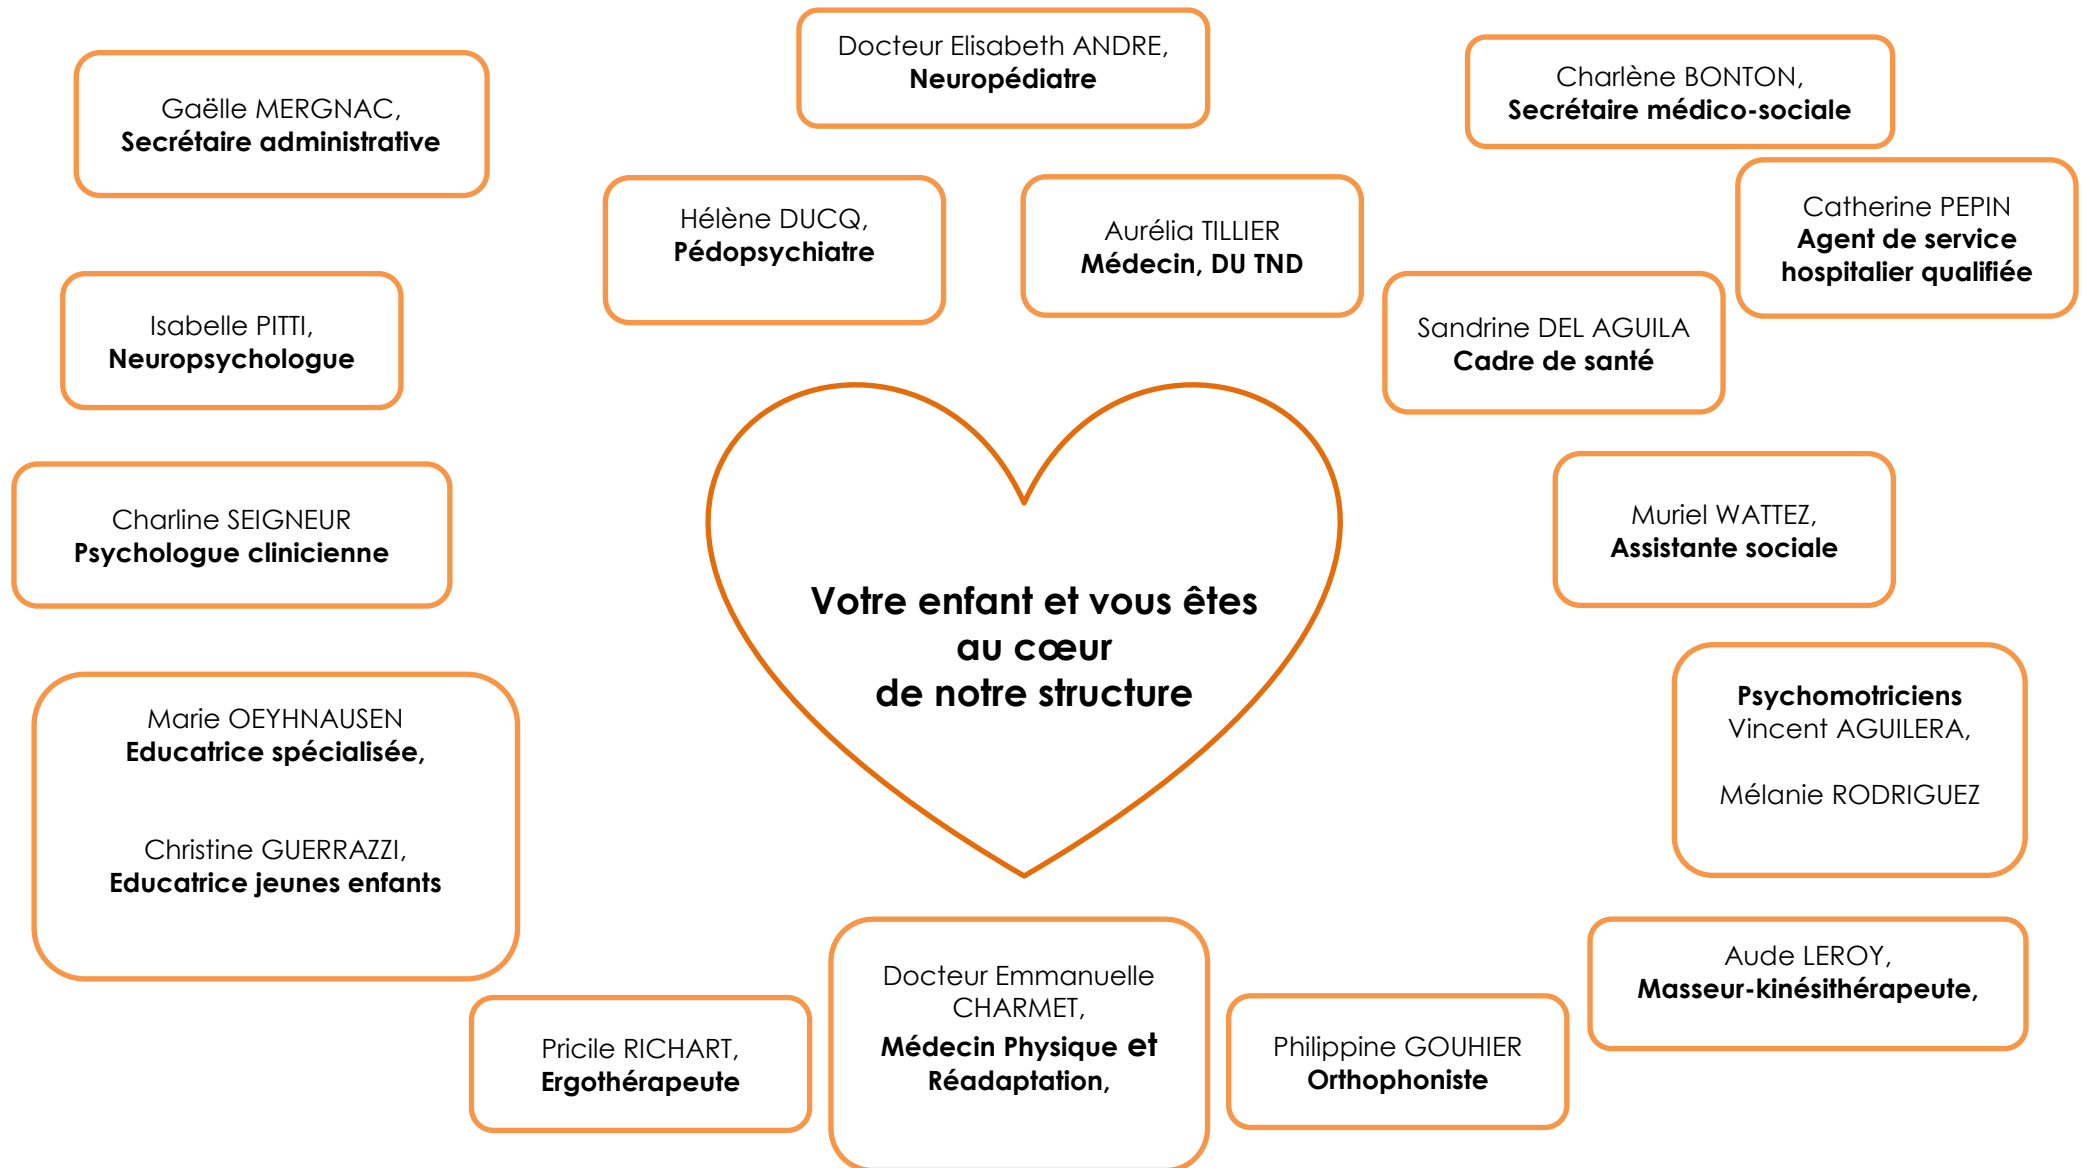 Docteur Elisabeth ANDRE,
Neuropédiatre
Gaëlle MERGNAC,
Secrétaire administrative
Charlène BONTON,
Secrétaire médico-sociale
Hélène DUCQ,
Pédopsychiatre
Aurélia TILLIER
Médecin, DU TND
Catherine PEPIN
Agent de service
hospitalier qualifiée
Isabelle PITTI,
Neuropsychologue
Sandrine DEL AGUILA
Cadre de santé
Charline SEIGNEUR
Psychologue clinicienne
Muriel WATTEZ,
Assistante sociale
Votre enfant et vous êtes
au cœur
de notre structure
Marie OEYHNAUSEN
Educatrice spécialisée,
Christine GUERRAZZI,
Educatrice jeunes enfants
Psychomotriciens
Vincent AGUILERA,
Mélanie RODRIGUEZ
Aude LEROY,
Masseur-kinésithérapeute,
Pricile RICHART,
Ergothérapeute
Docteur Emmanuelle
CHARMET,
Médecin Physique et
Réadaptation,
Philippine GOUHIER
Orthophoniste